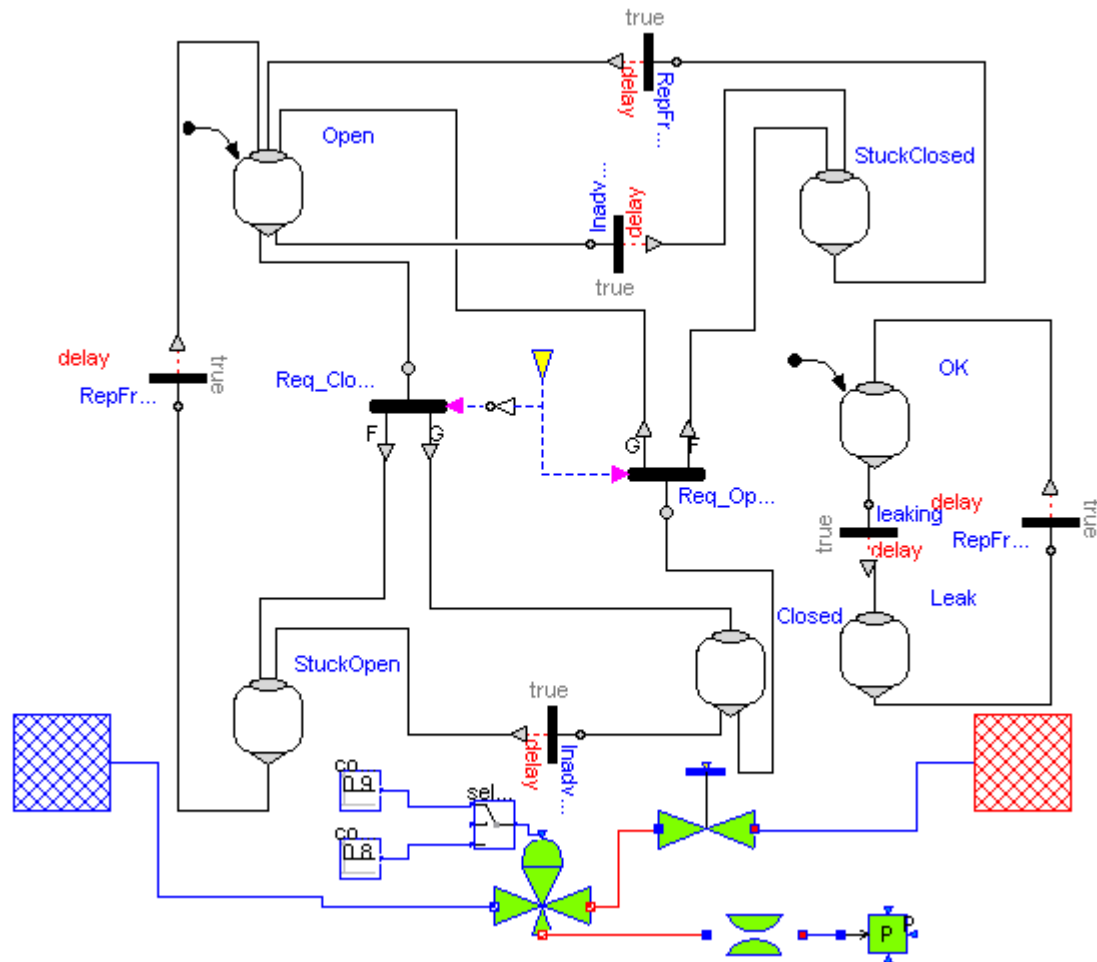 true
delay
RepFr...
Open
StuckClosed
Inadv...
delay
true
delay
true
RepFr...
Req_Clo...
F
G
G
F
Req_Op...
OK
leaking
delay
true
true
delay
RepFr...
Leak
Closed
StuckOpen
true
delay
Inadv...
co
0.9
sel...
co
0.8
P
P